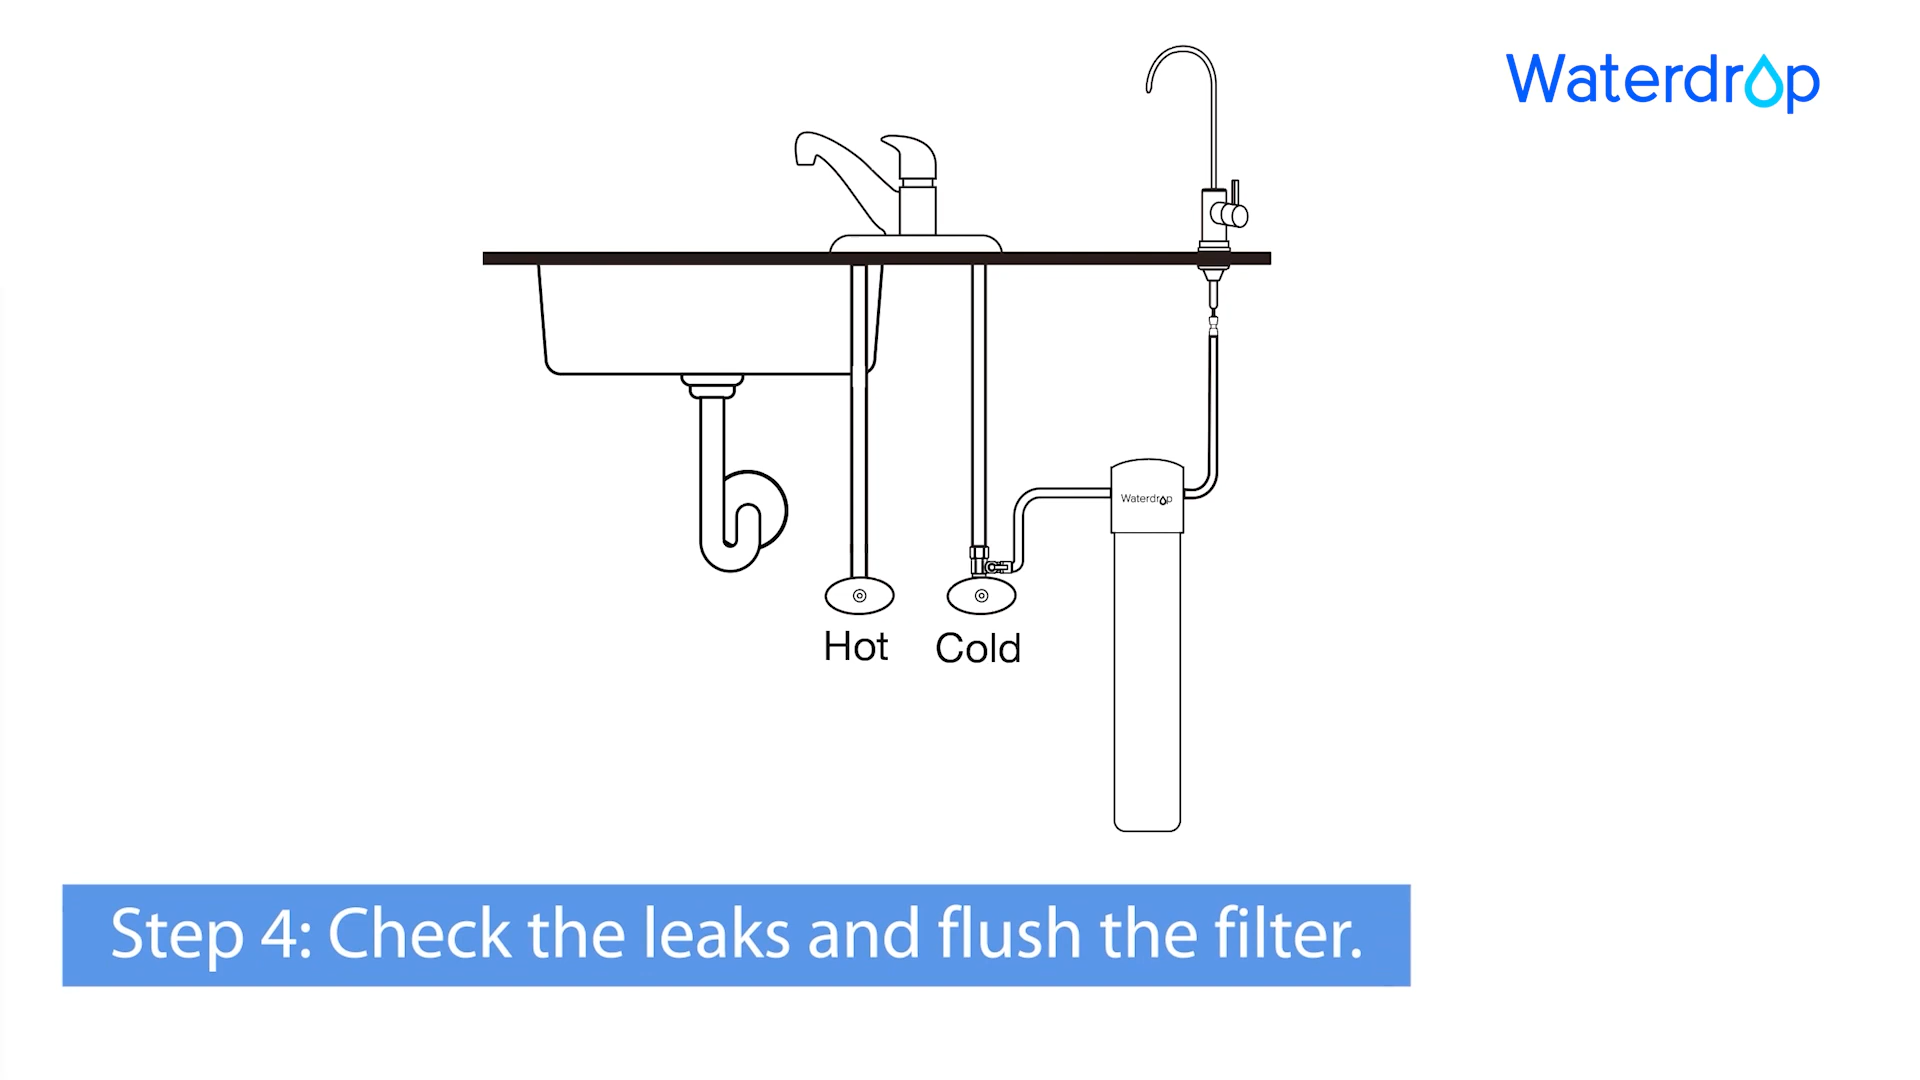 Waterdrop
Waterdrop
Hot
Cold
Step 4: Check the leaks and flush the filter.